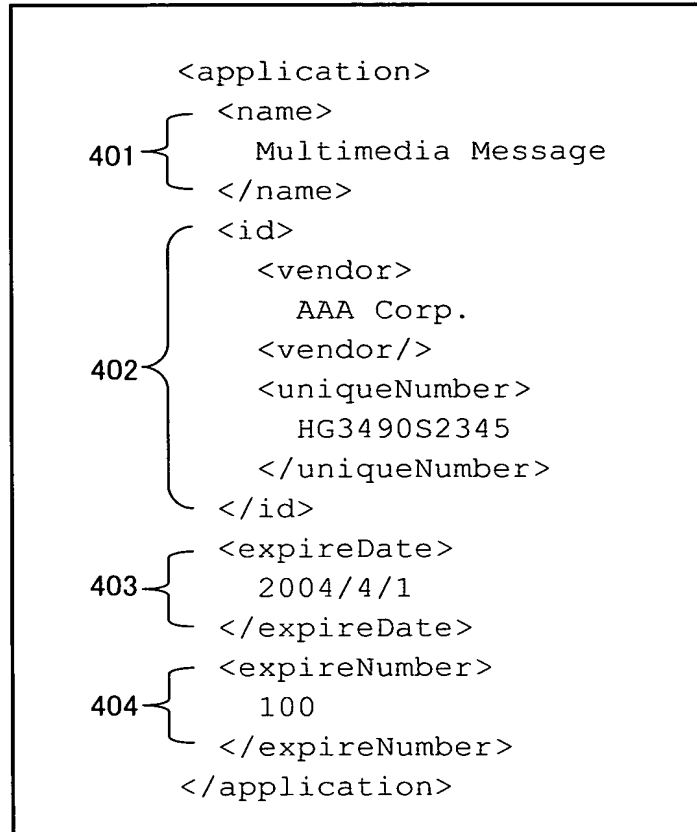 <application>
<name>
401
Multimedia Message
</name>
<id>
<vendor>
AAA Corp.
402
<vendor/>
<uniqueNumber>
HG3490S2345
</uniqueNumber>
</id>
<expireDate>
403
2004/4/1
</expireDate>
<expireNumber>
404
100
</expireNumber>
</application>